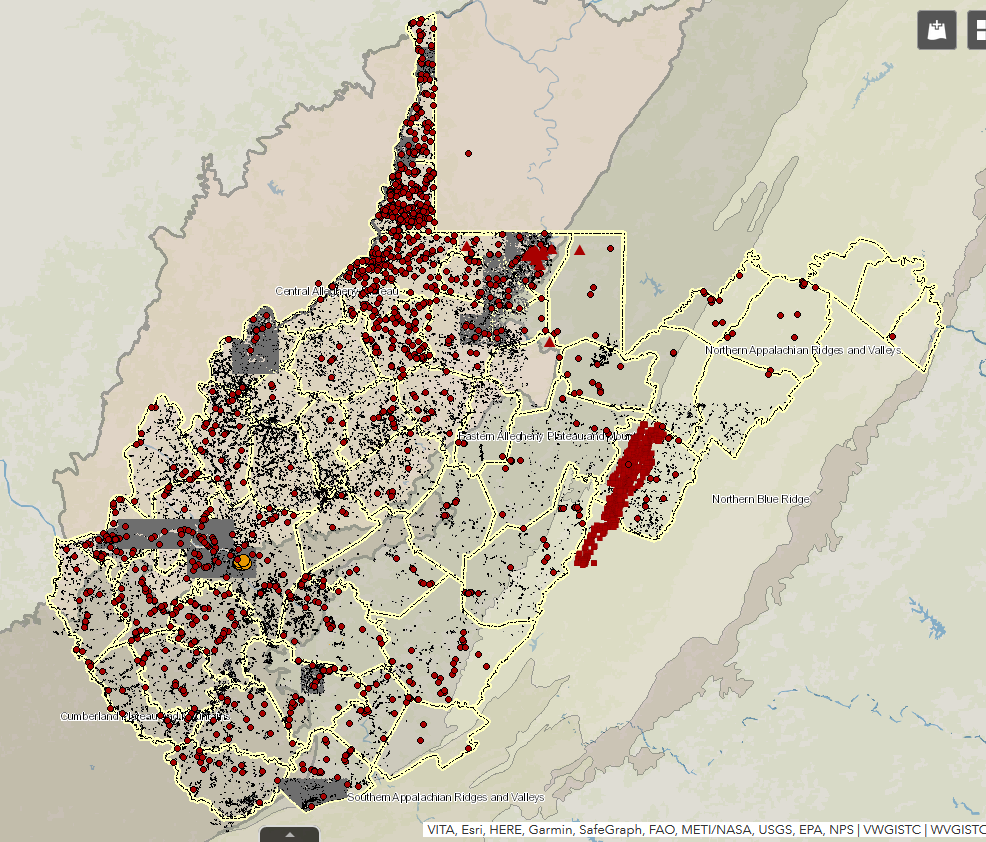 Central Allegheny Plateau
Northern Appalachian Ridges and Valleys
Eastern Allegheny Plateau and Moun
Northern Blue Ridge
Cumberland Plateau and Mountains
Southern Appalachian Ridges and Valleys
VITA, Esri, HERE, Garmin, SafeGraph, FAO, METI/NASA, USGS, EPA, NPS | VWGISTC | WVGISTC